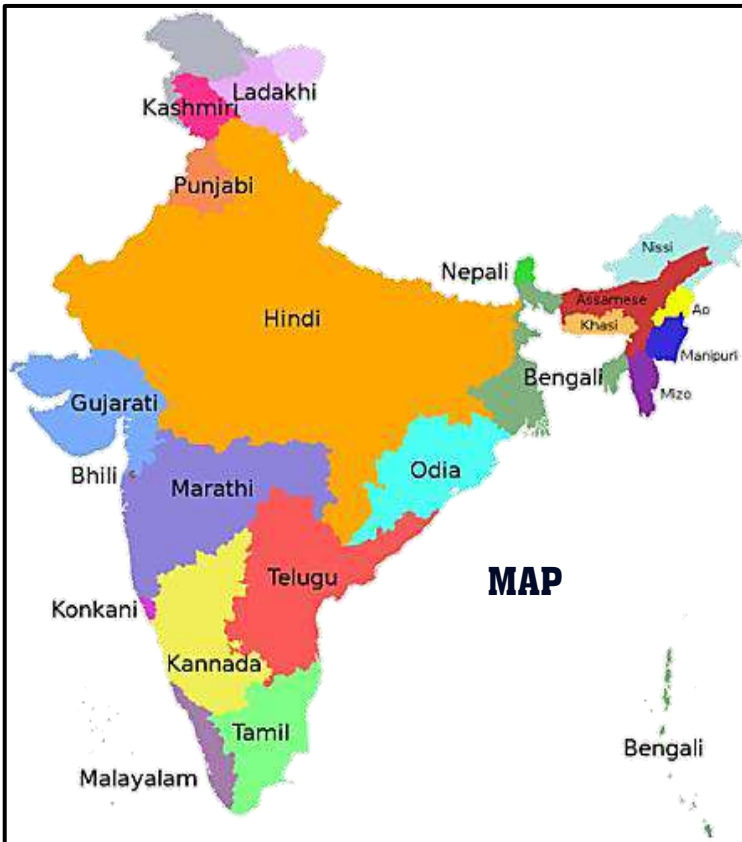 Ladakhi
Kashmiri
Punjabi
Nissi
Nepali
Assamese
Ao
Hindi
Khasi
Manipuri
Bengali
Mizo
Gujarati
Odia
Bhili
Marathi
Telugu
MAP
Konkani
Kannada
Tamil
Bengali
Malayalam